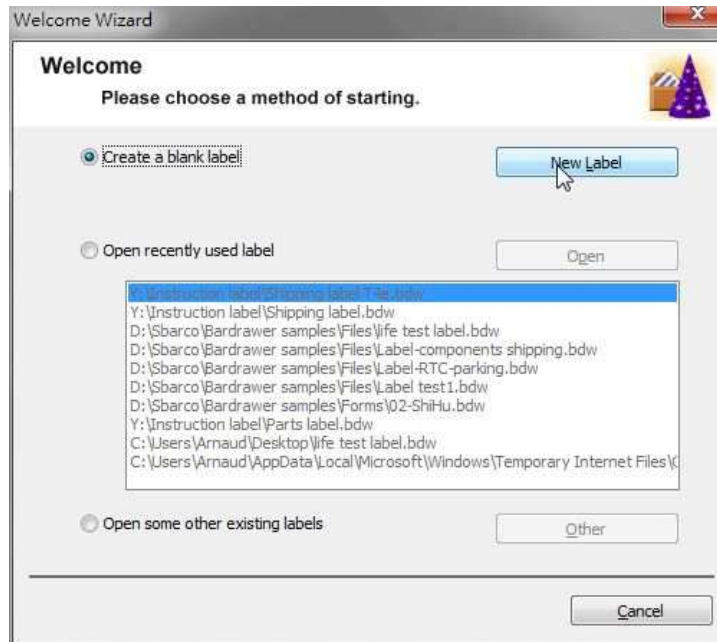 Welcome Wizard
Welcome
Please choose a method of starting.
Create a blank label
New Label
Open recently used label
Open
Y:\Instruction label\Shipping label T4e.bdw
Y:\Instruction label\Shipping label.bdw
D:\Sbarco\Bardrawer samples\Files\life test label.bdw
D:\Sbarco\Bardrawer samples\Files\Label-components shipping.bdw
D:\Sbarco\Bardrawer samples\Files\Label-RTC-parking.bdw
D:\Sbarco\Bardrawer samples\Files\Label test1.bdw
D:\Sbarco\Bardrawer samples\Forms\02-ShiHu.bdw
Y:\Instruction label\Parts label.bdw
C:\Users\Arnaud\Desktop\life test label.bdw
C:\Users\Arnaud\AppData\Local\Microsoft\Windows\Temporary Internet Files\C
Open some other existing labels
Other
Cancel